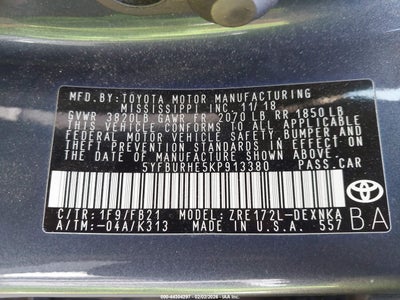 MFD. BY: TOYOTA MOTOR MANUFACTURING
MISSISSIPPI INC. 11/18
GVWR 3820LB GAWR FR 2070 LB RR 1850LB
THIS VEHICLE CONFORMS TO ALL APPLICABLE
FEDERAL MOTOR VEHICLE SAFETY, BUMPER, AND
THEFT PREVENTION STANDARDS IN EFFECT ON
THE DATE OF MANUFACTURE SHOWN ABOVE.
5YFBURHE5KP913380 PASS.CAR
C/TR: 1F9/FB21 MODEL: ZRE172L-DEXNKA
A/TM: -04A/K313 MADE IN U.S.A. 557
BA
TOYOTA